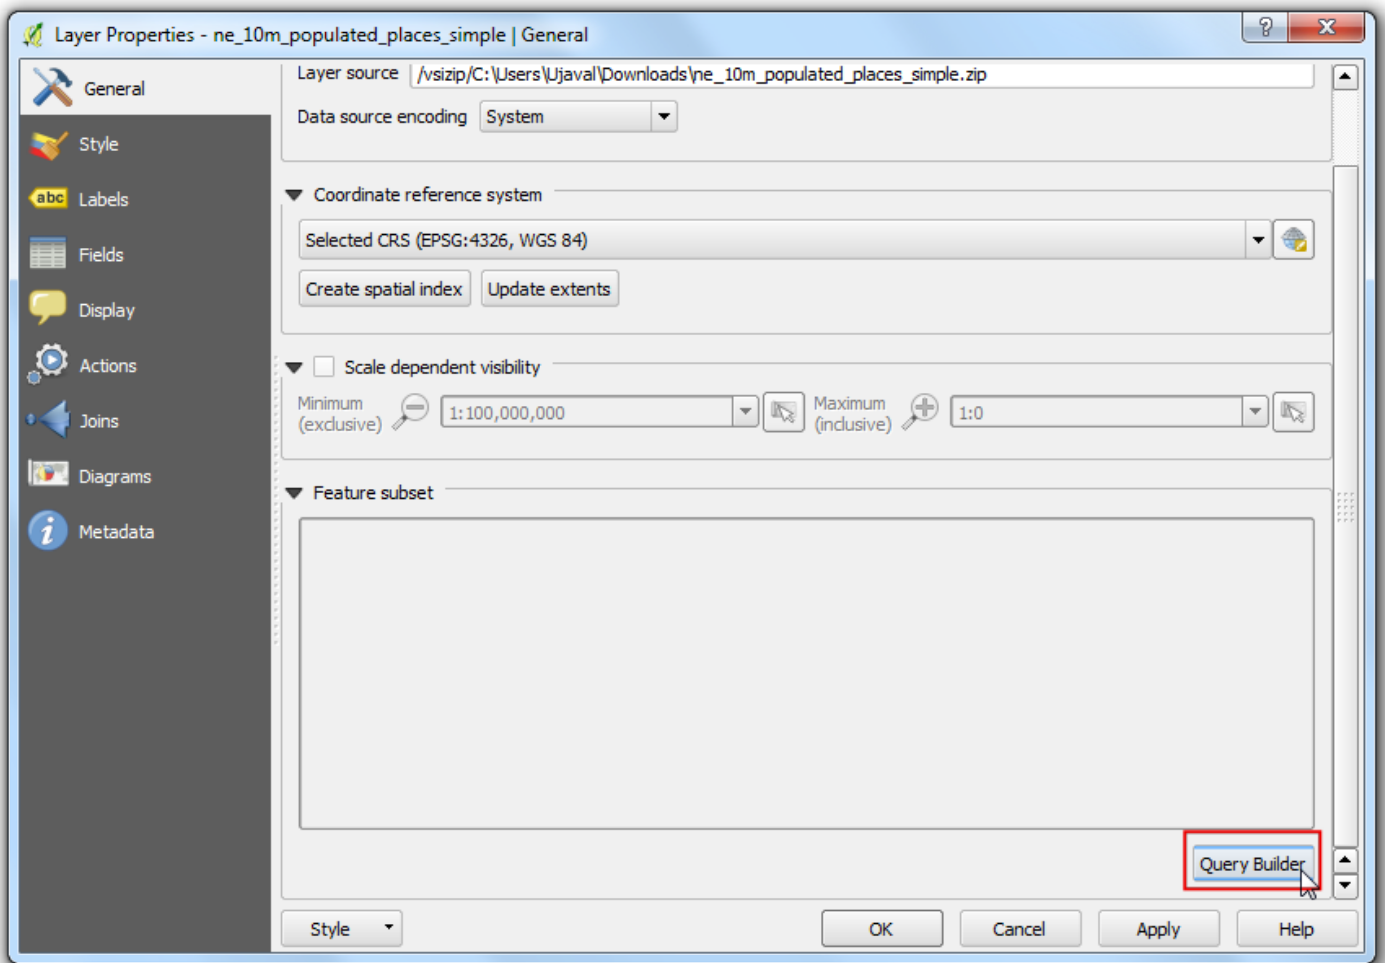 Layer Properties - ne_10m_populated_places_simple | General
General
Style
Labels
Fields
Display
Actions
Joins
Diagrams
Metadata
abc
Layer source /vsizip/C:\Users\Ujaval\Downloads\ne_10m_populated_places_simple.zip
Data source encoding System
Coordinate reference system
Selected CRS (EPSG:4326, WGS 84)
Create spatial index Update extents
Scale dependent visibility
Minimum
(exclusive) 1:100,000,000
Maximum
(inclusive) 1:0
Feature subset
Query Builder
Style OK Cancel Apply Help